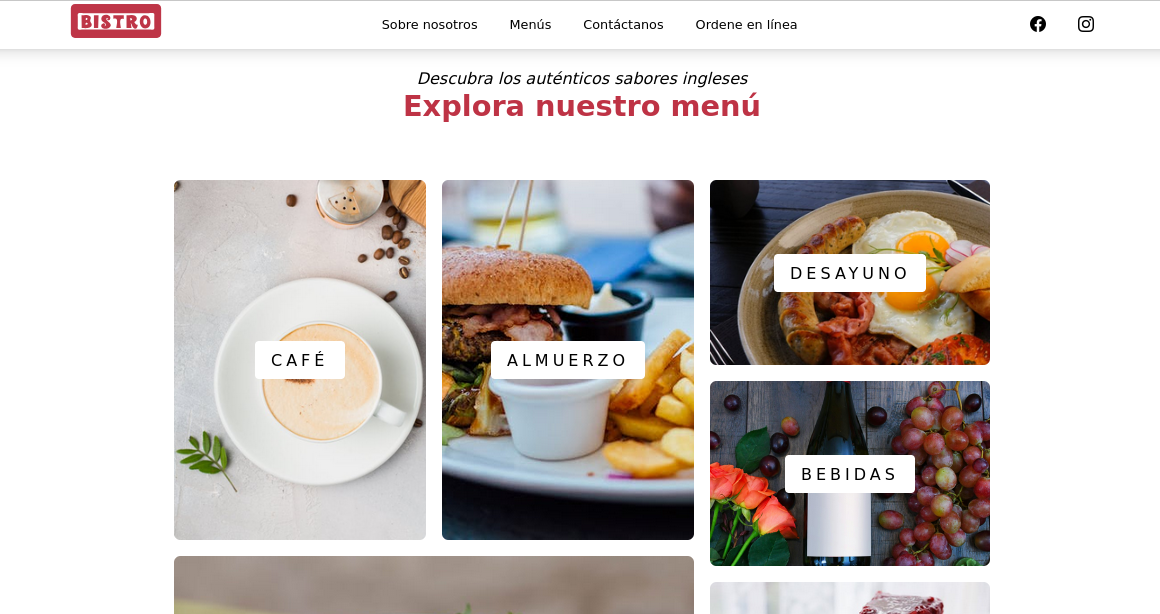 BISTRO
Sobre nosotros
Menús
Contáctanos
Ordene en línea
Descubra los auténticos sabores ingleses
Explora nuestro menú
CAFÉ
ALMUERZO
DESAYUNO
BEBIDAS